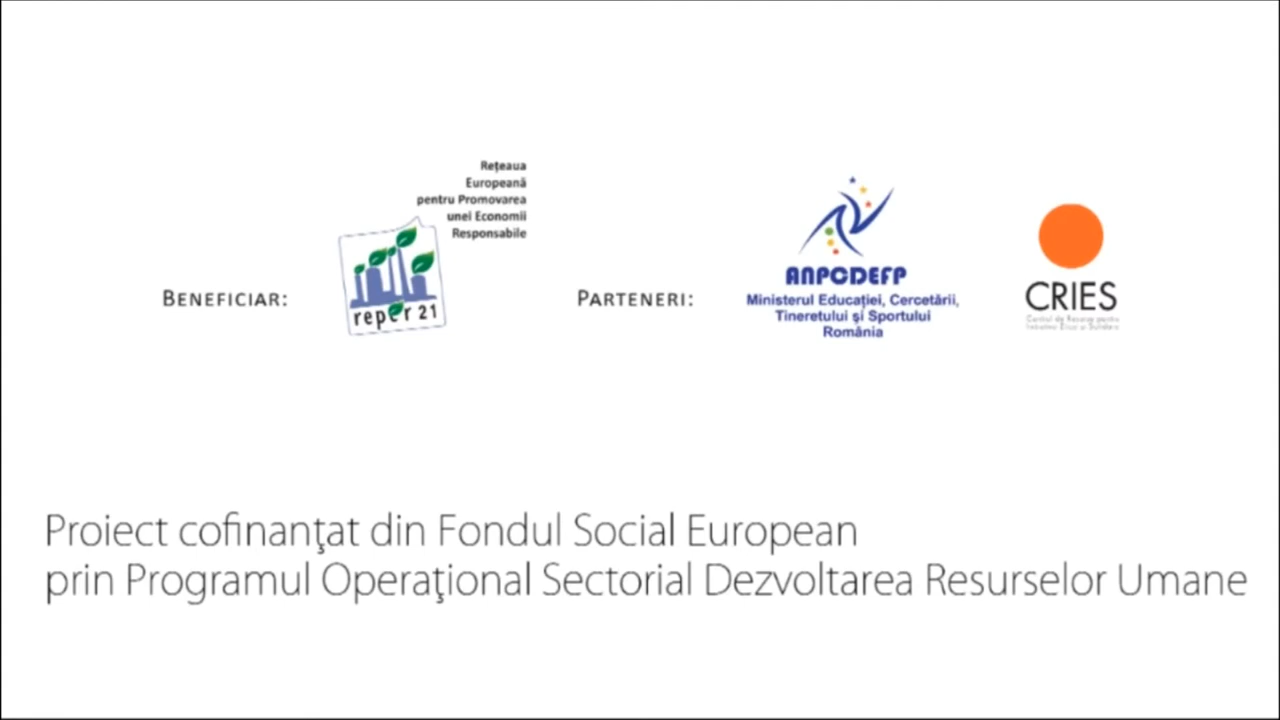 Rețeaua
Europeană
pentru Promovarea
unei Economii
Responsabile
BENEFICIAR:
reper 21
PARTENERI:
ANPCDEFP
Ministerul Educației, Cercetării,
Tineretului și Sportului
România
CRIES
Proiect cofinanţat din Fondul Social European
prin Programul Operaţional Sectorial Dezvoltarea Resurselor Umane